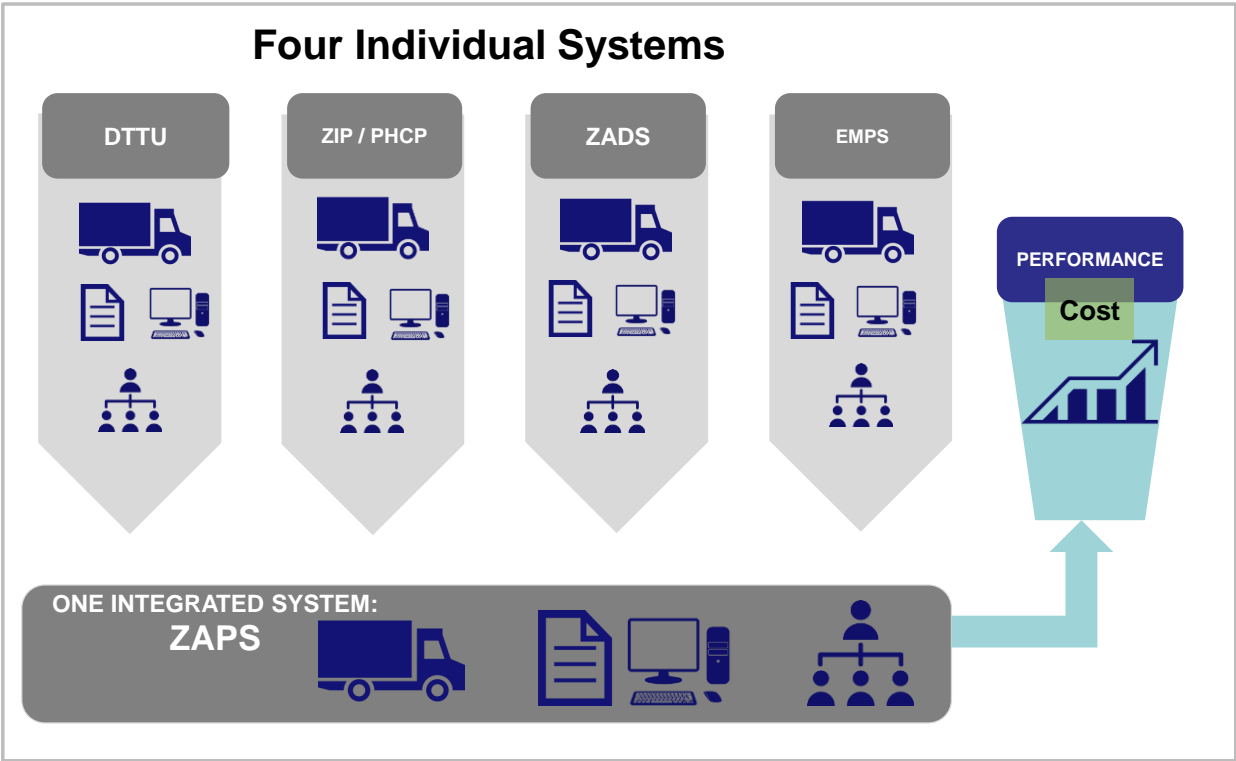 Four Individual Systems
DTTU
ZIP / PHCP
ZADS
EMPS
PERFORMANCE
Cost
ONE INTEGRATED SYSTEM:
ZAPS